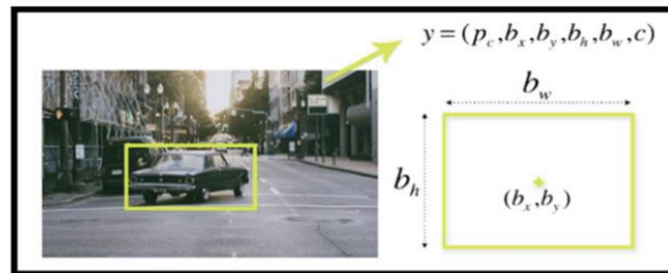 y = (p_c, b_x, b_y, b_h, b_w, c)
b_w
b_h
(b_x, b_y)